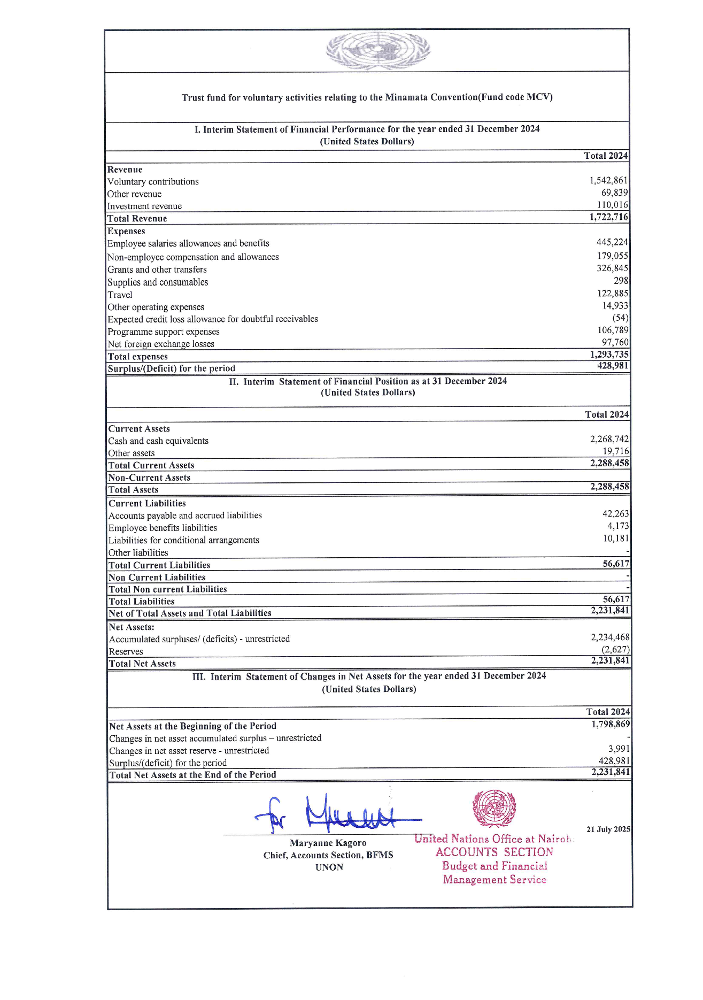 Trust fund for voluntary activities relating to the Minamata Convention(Fund code MCV)
I. Interim Statement of Financial Performance for the year ended 31 December 2024
(United States Dollars)
Total 2024
Revenue
Voluntary contributions 1,542,861
Other revenue 69,839
Investment revenue 110,016
Total Revenue 1,722,716
Expenses
Employee salaries allowances and benefits 445,224
Non-employee compensation and allowances 179,055
Grants and other transfers 326,845
Supplies and consumables 298
Travel 122,885
Other operating expenses 14,933
Expected credit loss allowance for doubtful receivables (54)
Programme support expenses 106,789
Net foreign exchange losses 97,760
Total expenses 1,293,735
Surplus/(Deficit) for the period 428,981
II. Interim Statement of Financial Position as at 31 December 2024
(United States Dollars)
Total 2024
Current Assets
Cash and cash equivalents 2,268,742
Other assets 19,716
Total Current Assets 2,288,458
Non-Current Assets
Total Assets 2,288,458
Current Liabilities
Accounts payable and accrued liabilities 42,263
Employee benefits liabilities 4,173
Liabilities for conditional arrangements 10,181
Other liabilities -
Total Current Liabilities 56,617
Non Current Liabilities -
Total Non current Liabilities -
Total Liabilities 56,617
Net of Total Assets and Total Liabilities 2,231,841
Net Assets:
Accumulated surpluses/ (deficits) - unrestricted 2,234,468
Reserves (2,627)
Total Net Assets 2,231,841
III. Interim Statement of Changes in Net Assets for the year ended 31 December 2024
(United States Dollars)
Total 2024
Net Assets at the Beginning of the Period 1,798,869
Changes in net asset accumulated surplus – unrestricted -
Changes in net asset reserve - unrestricted 3,991
Surplus/(deficit) for the period 428,981
Total Net Assets at the End of the Period 2,231,841
for
21 July 2025
Maryanne Kagoro
Chief, Accounts Section, BFMS
UNON
United Nations Office at Nairob
ACCOUNTS SECTION
Budget and Financial
Management Service